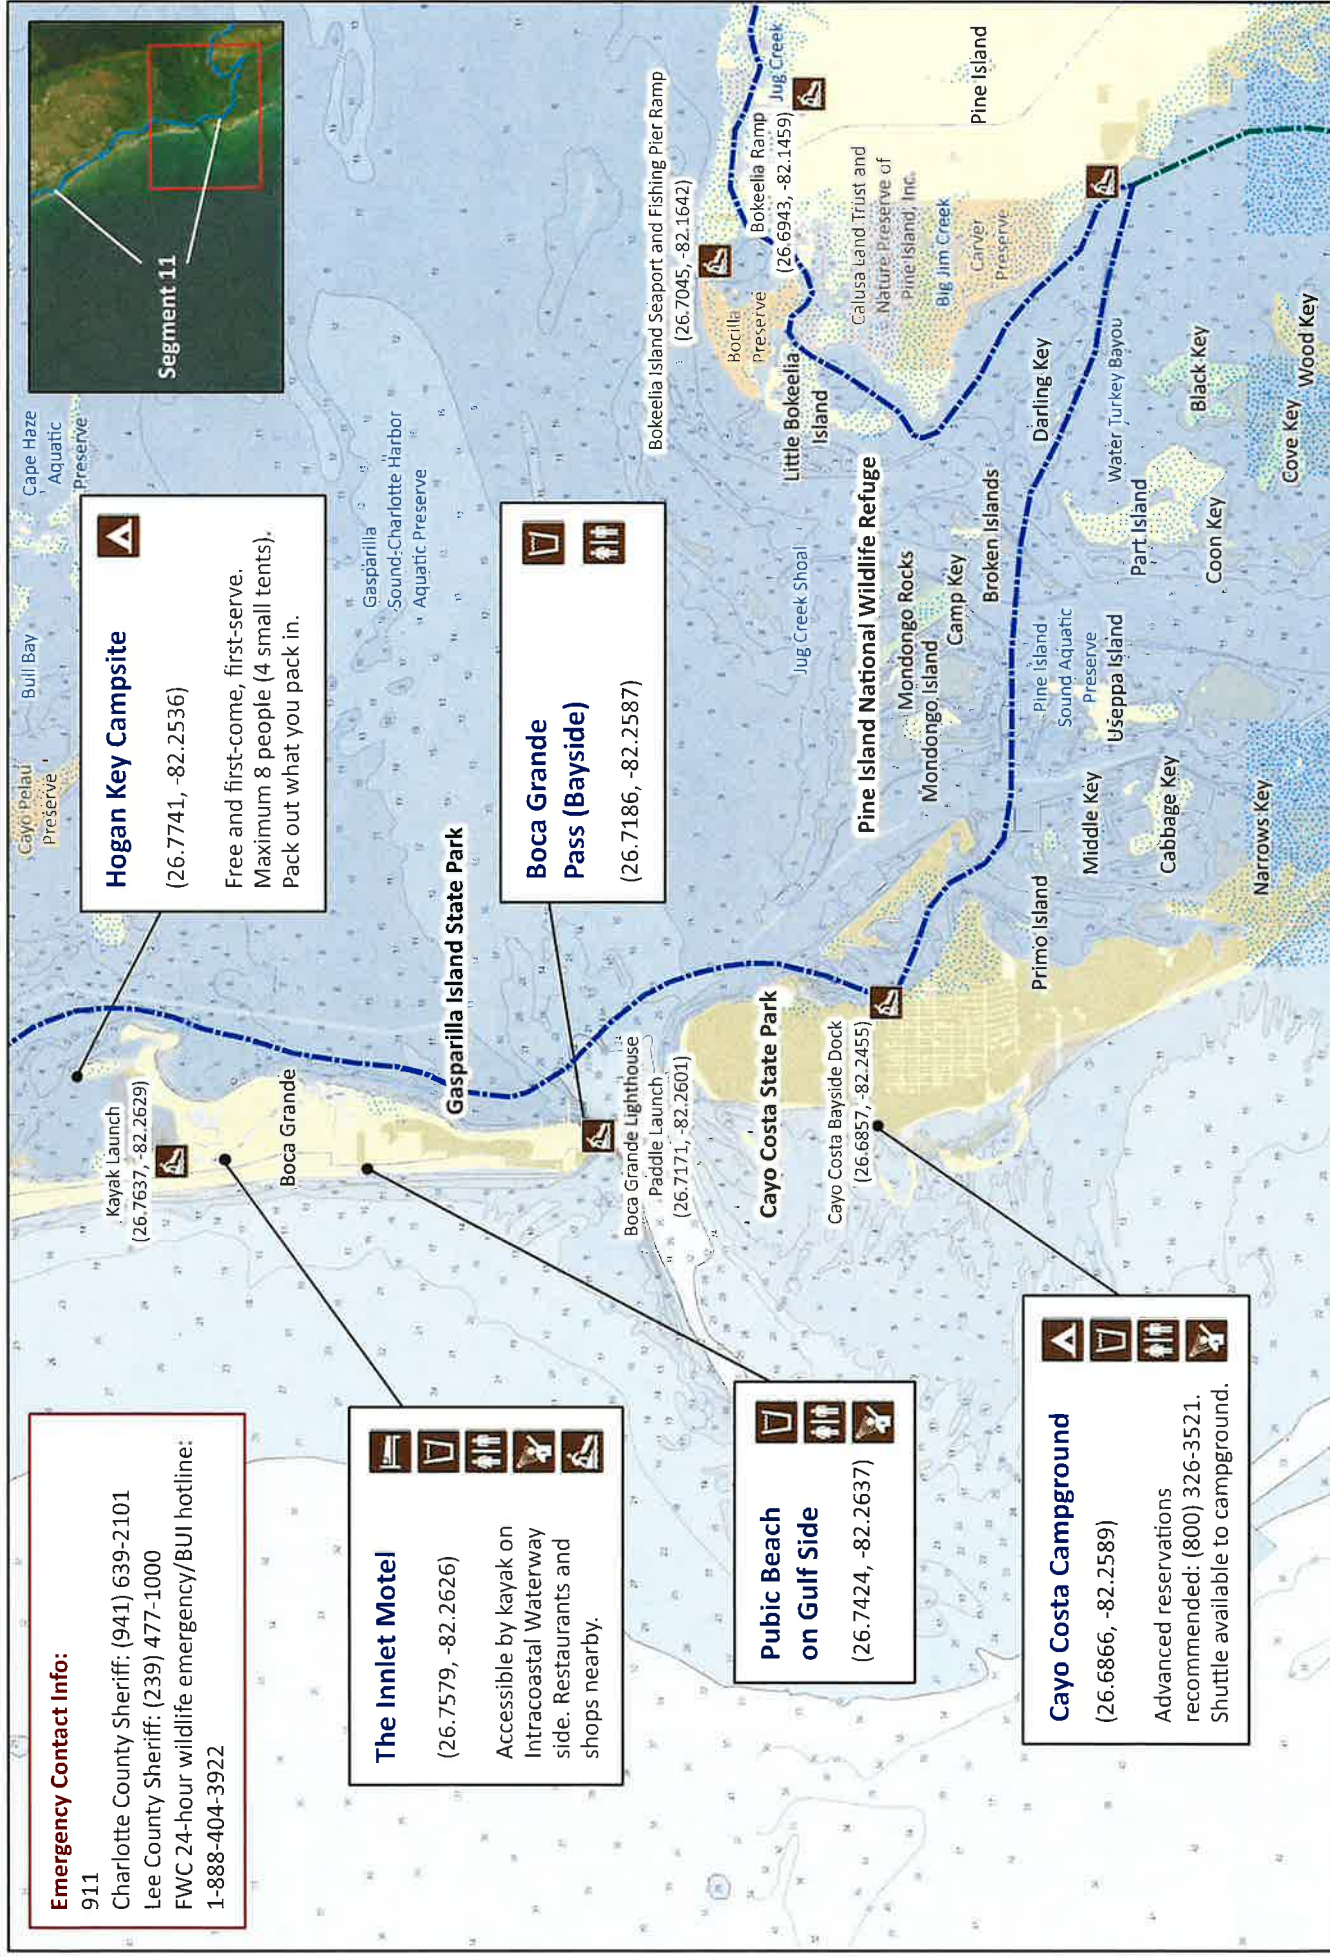 Emergency Contact Info:
911
Charlotte County Sheriff: (941) 639-2101
Lee County Sheriff: (239) 477-1000
FWC 24-hour wildlife emergency/BUI hotline:
1-888-404-3922
The Innlet Motel
(26.7579, -82.2626)
Accessible by kayak on
Intracoastal Waterway
side. Restaurants and
shops nearby.
Pubic Beach
on Gulf Side
(26.7424, -82.2637)
Cayo Costa Campground
(26.6866, -82.2589)
Advanced reservations
recommended: (800) 326-3521.
Shuttle available to campground.
Kayak Launch
(26.7637, -82.2629)
Boca Grande
Gasparilla Island State Park
Boca Grande Lighthouse
Paddle Launch
(26.7171, -82.2601)
Cayo Costa State Park
Cayo Costa Bayside Dock
(26.6857, -82.2455)
Hogan Key Campsite
(26.7741, -82.2536)
Free and first-come, first-serve.
Maximum 8 people (4 small tents).
Pack out what you pack in.
Boca Grande
Pass (Bayside)
(26.7186, -82.2587)
Cayo Pelau
Preserve
Bull Bay
Cape Haze
Aquatic
Preserve
Gasparilla
Sound-Charlotte Harbor
Aquatic Preserve
Segment 11
Bokeelia Island Seaport and Fishing Pier Ramp
(26.7045, -82.1642)
Bocilla
Preserve
Bokeelia Ramp
(26.6943, -82.1459)
Jug Creek
Little Bokeelia
Island
Calusa Land Trust and
Nature Preserve of
Pine Island, Inc.
Big Jim Creek
Carver
Preserve
Pine Island
Jug Creek Shoal
Pine Island National Wildlife Refuge
Mondongo Rocks
Mondongo Island
Camp Key
Broken Islands
Darling Key
Pine Island
Sound Aquatic
Preserve
Useppa Island
Water Turkey Bayou
Part Island
Black Key
Coon Key
Cove Key
Wood Key
Primo Island
Middle Key
Cabbage Key
Narrows Key